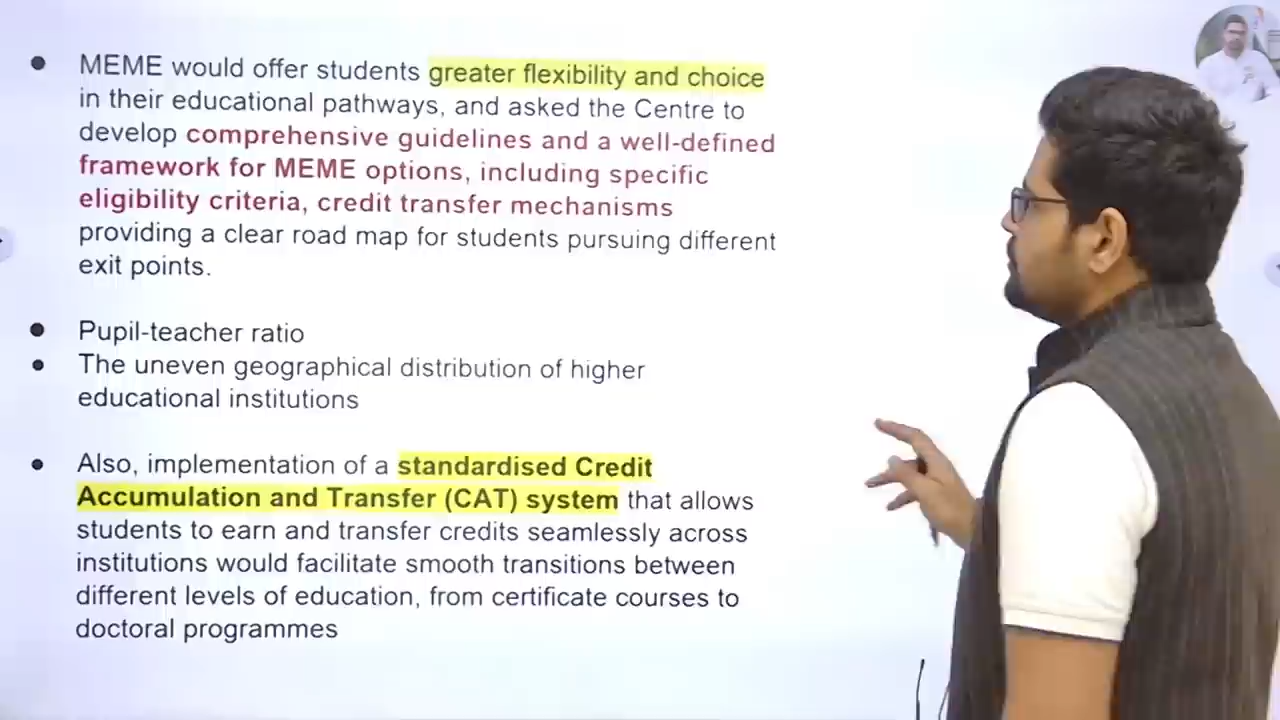 ● MEME would offer students greater flexibility and choice
in their educational pathways, and asked the Centre to
develop comprehensive guidelines and a well-defined
framework for MEME options, including specific
eligibility criteria, credit transfer mechanisms
providing a clear road map for students pursuing different
exit points.
● Pupil-teacher ratio
● The uneven geographical distribution of higher
educational institutions
● Also, implementation of a standardised Credit
Accumulation and Transfer (CAT) system that allows
students to earn and transfer credits seamlessly across
institutions would facilitate smooth transitions between
different levels of education, from certificate courses to
doctoral programmes